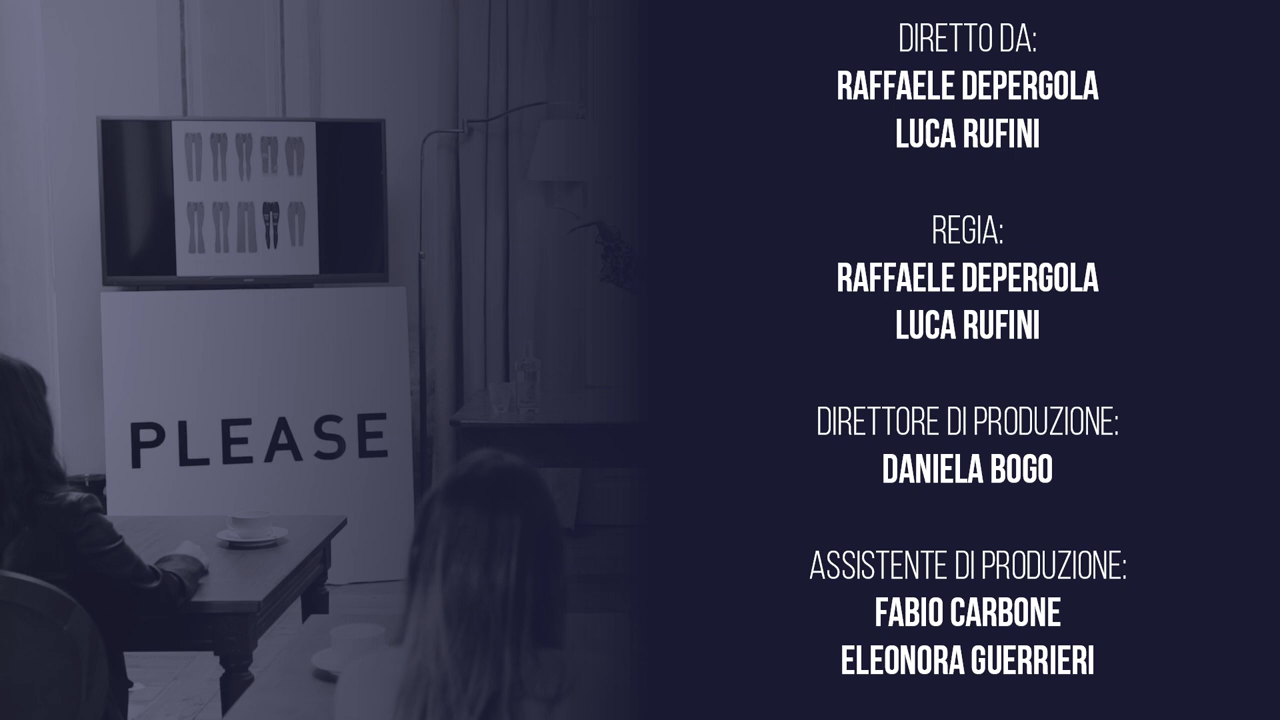 PLEASE
DIRETTO DA:
RAFFAELE DEPERGOLA
LUCA RUFINI
REGIA:
RAFFAELE DEPERGOLA
LUCA RUFINI
DIRETTORE DI PRODUZIONE:
DANIELA BOGO
ASSISTENTE DI PRODUZIONE:
FABIO CARBONE
ELEONORA GUERRIERI